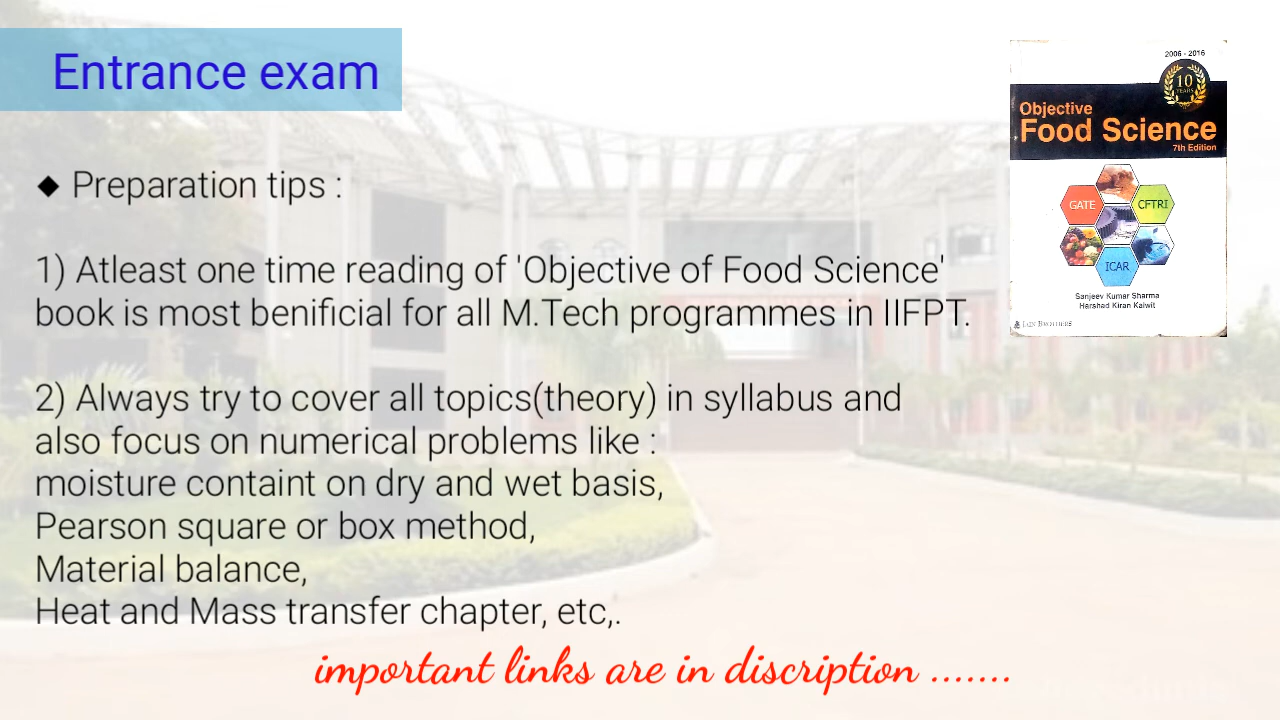 Entrance exam
◆ Preparation tips :
1) Atleast one time reading of 'Objective of Food Science'
book is most benificial for all M.Tech programmes in IIFPT.
2) Always try to cover all topics(theory) in syllabus and
also focus on numerical problems like :
moisture containt on dry and wet basis,
Pearson square or box method,
Material balance,
Heat and Mass transfer chapter, etc,.
important links are in discription .......
2006 - 2016
10
YEARS
Objective
Food Science
7th Edition
GATE
CFTRI
ICAR
Sanjeev Kumar Sharma
Harshad Kiran Kalwit
JAIN BROTHERS